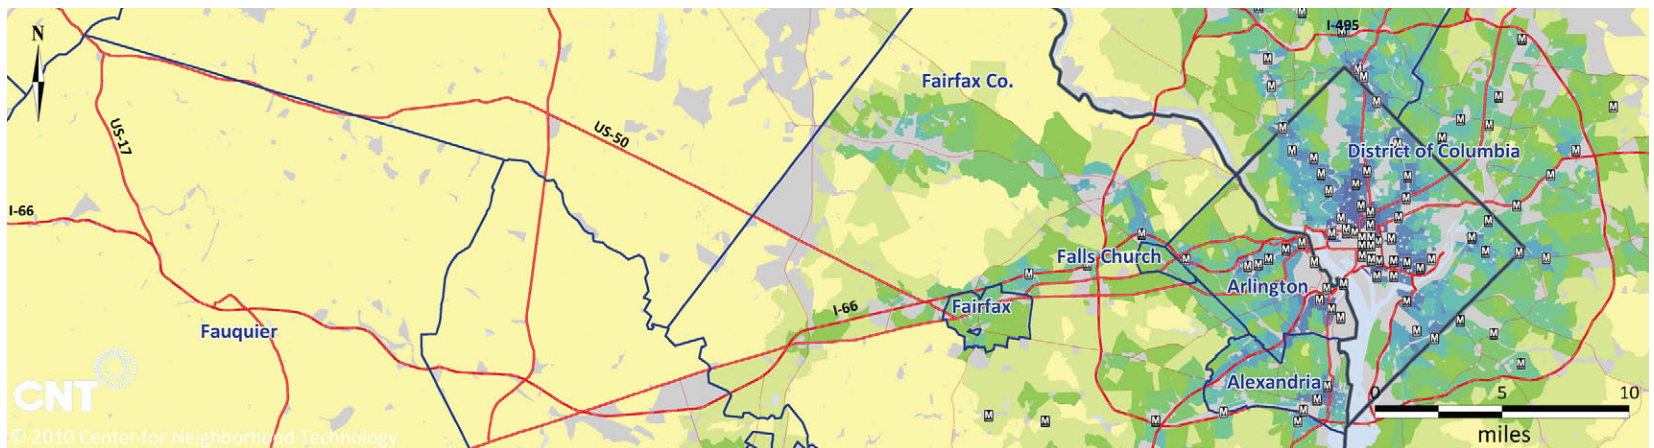 N
I-495
Fairfax Co.
US-17
US-50
District of Columbia
I-66
Falls Church
Arlington
I-66
Fairfax
Fauquier
CNT
Alexandria
0 5 10
miles
© 2010 Center for Neighborhood Technology